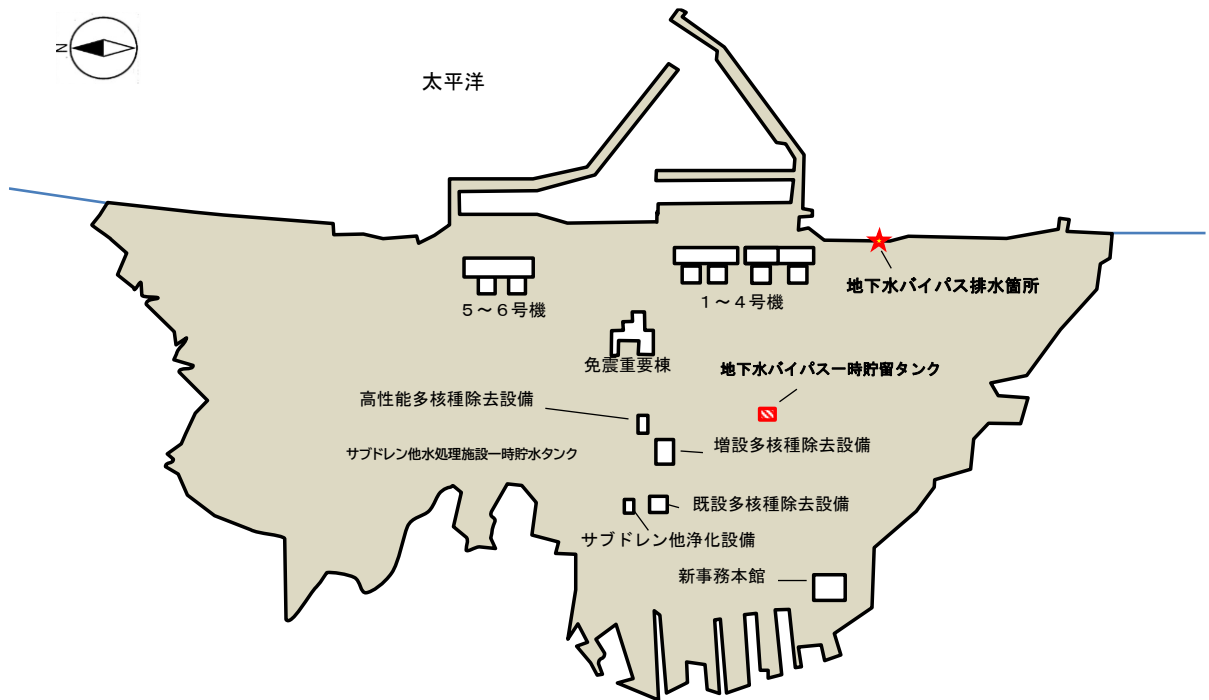 N
太平洋
地下水バイパス排水箇所
5～6号機
1～4号機
免震重要棟
地下水バイパス一時貯留タンク
高性能多核種除去設備
増設多核種除去設備
サブドレン他水処理施設一時貯水タンク
既設多核種除去設備
サブドレン他浄化設備
新事務本館